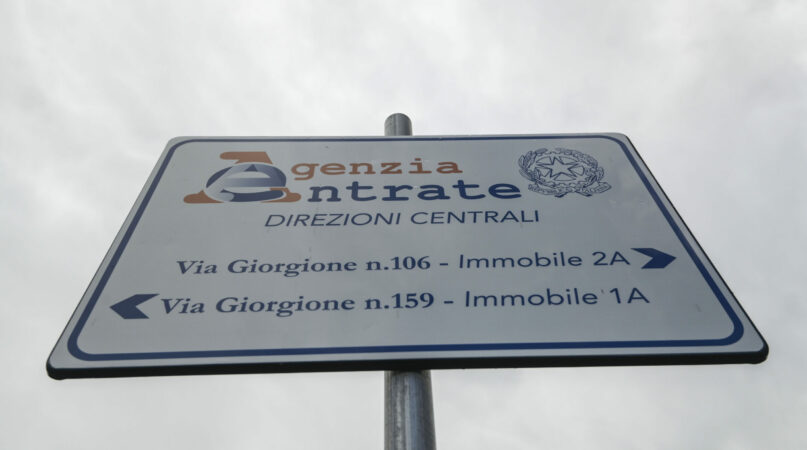 Agenzia
entrate
DIREZIONI CENTRALI
Via Giorgione n.106 - Immobile 2A
Via Giorgione n.159 - Immobile 1A